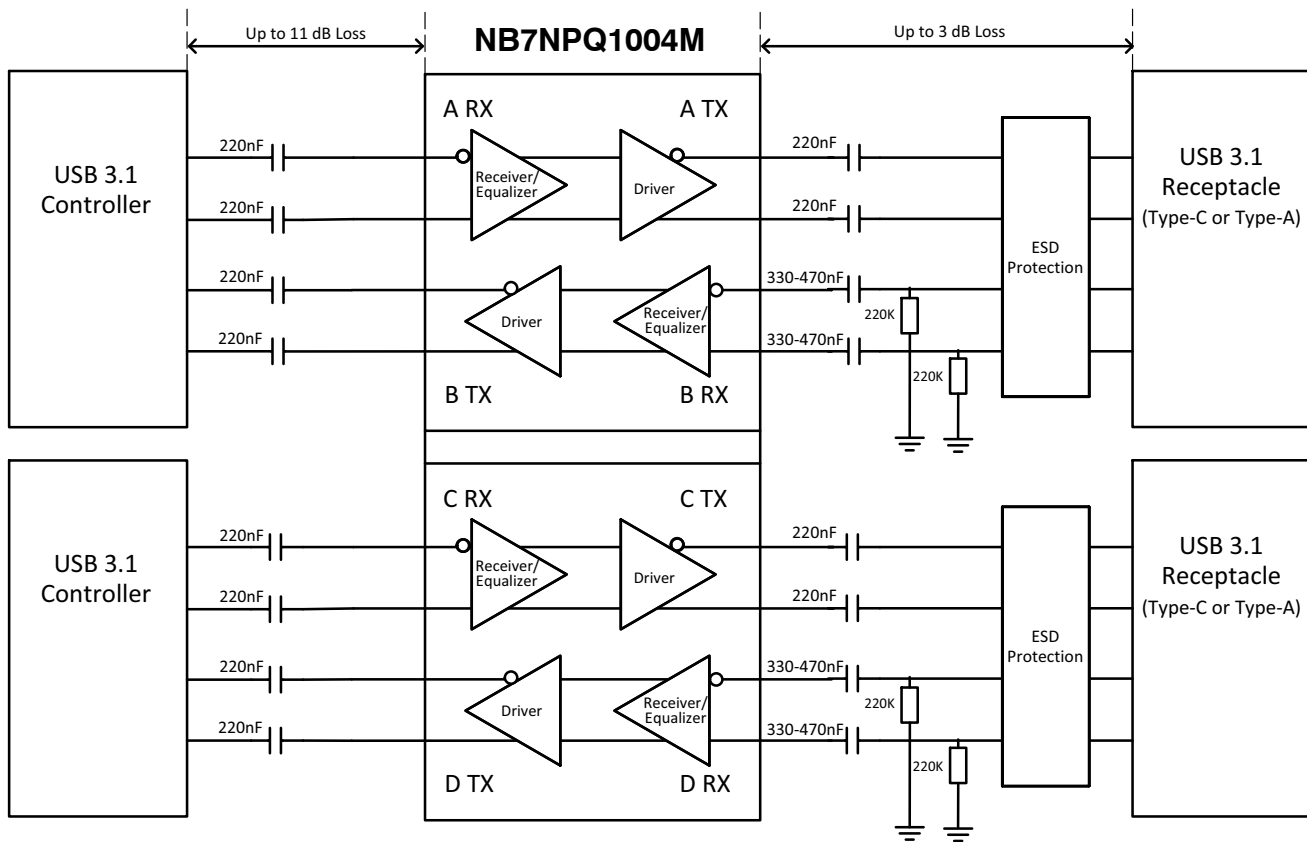 Up to 11 dB Loss
NB7NPQ1004M
Up to 3 dB Loss
USB 3.1
Controller
220nF
220nF
220nF
220nF
A RX
A TX
Receiver/
Equalizer
Driver
Driver
Receiver/
Equalizer
B TX
B RX
220nF
220nF
330-470nF
330-470nF
220K
220K
ESD
Protection
USB 3.1
Receptacle
(Type-C or Type-A)
USB 3.1
Controller
220nF
220nF
220nF
220nF
C RX
C TX
Receiver/
Equalizer
Driver
Driver
Receiver/
Equalizer
D TX
D RX
220nF
220nF
330-470nF
330-470nF
220K
220K
ESD
Protection
USB 3.1
Receptacle
(Type-C or Type-A)